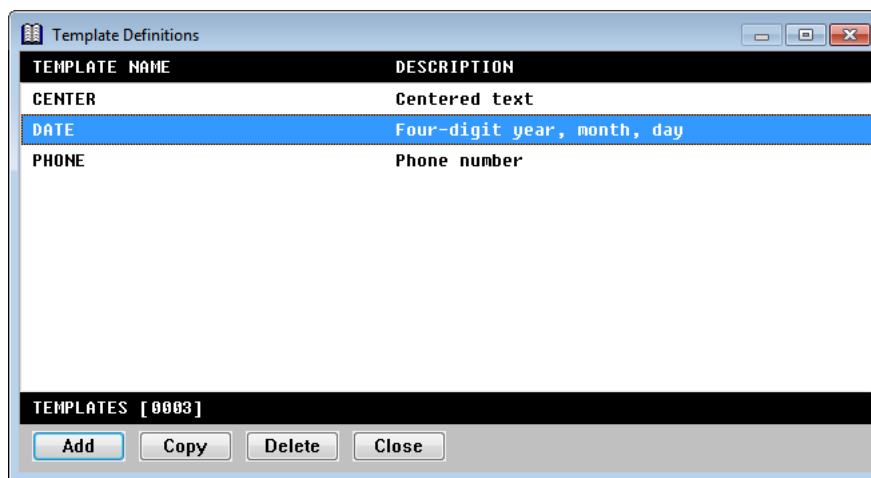 Template Definitions
TEMPLATE NAME DESCRIPTION
CENTER Centered text
DATE Four-digit year, month, day
PHONE Phone number
TEMPLATES [0003]
Add Copy Delete Close